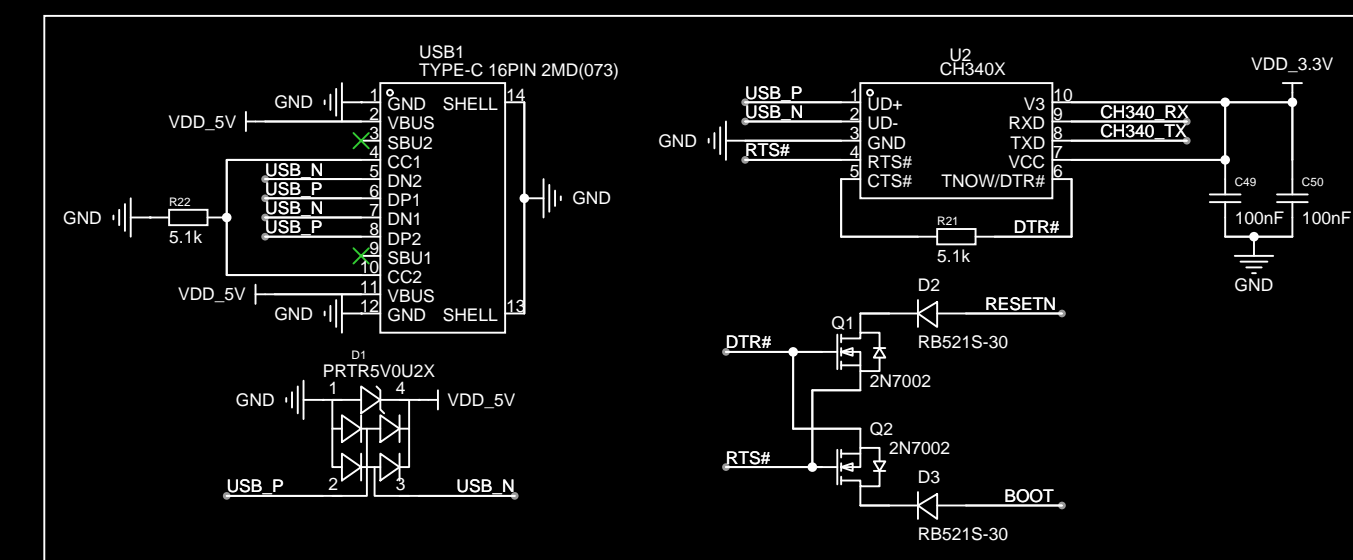 USB1
TYPE-C 16PIN 2MD(073)
GND 1 GND SHELL 14
VDD_5V 2 VBUS
3 SBU2
4 CC1
USB_N 5 DN2
USB_P 6 DP1
USB_N 7 DN1
USB_P 8 DP2
9 SBU1
10 CC2
VDD_5V 11 VBUS
GND 12 GND SHELL 13
GND
R22
5.1k
GND
D1
PRTR5V0U2X
1 4
GND VDD_5V
USB_P 2 3 USB_N
U2
CH340X
USB_P 1 UD+ V3 10
USB_N 2 UD- RXD 9 CH340_RX
GND 3 GND TXD 8 CH340_TX
RTS# 4 RTS# VCC 7
5 CTS# TNOW/DTR# 6
R21
5.1k
DTR#
VDD_3.3V
C49
100nF
C50
100nF
GND
D2
RESETN
RB521S-30
Q1
DTR#
2N7002
Q2
2N7002
RTS#
D3
BOOT
RB521S-30